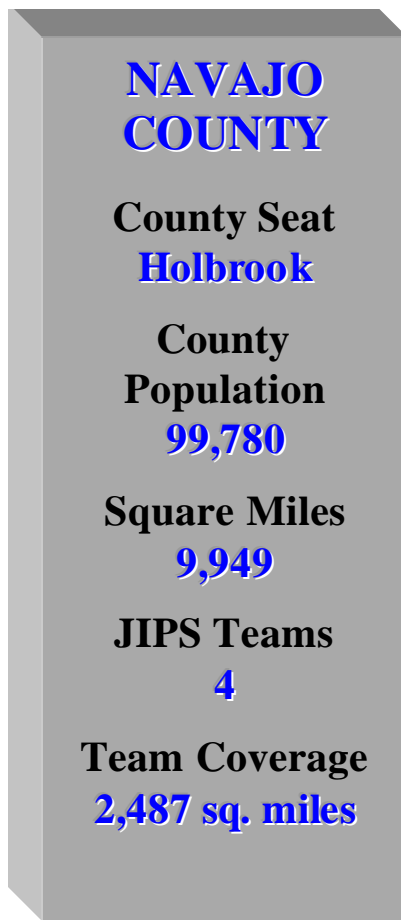 NAVAJO
COUNTY
County Seat
Holbrook
County
Population
99,780
Square Miles
9,949
JIPS Teams
4
Team Coverage
2,487 sq. miles